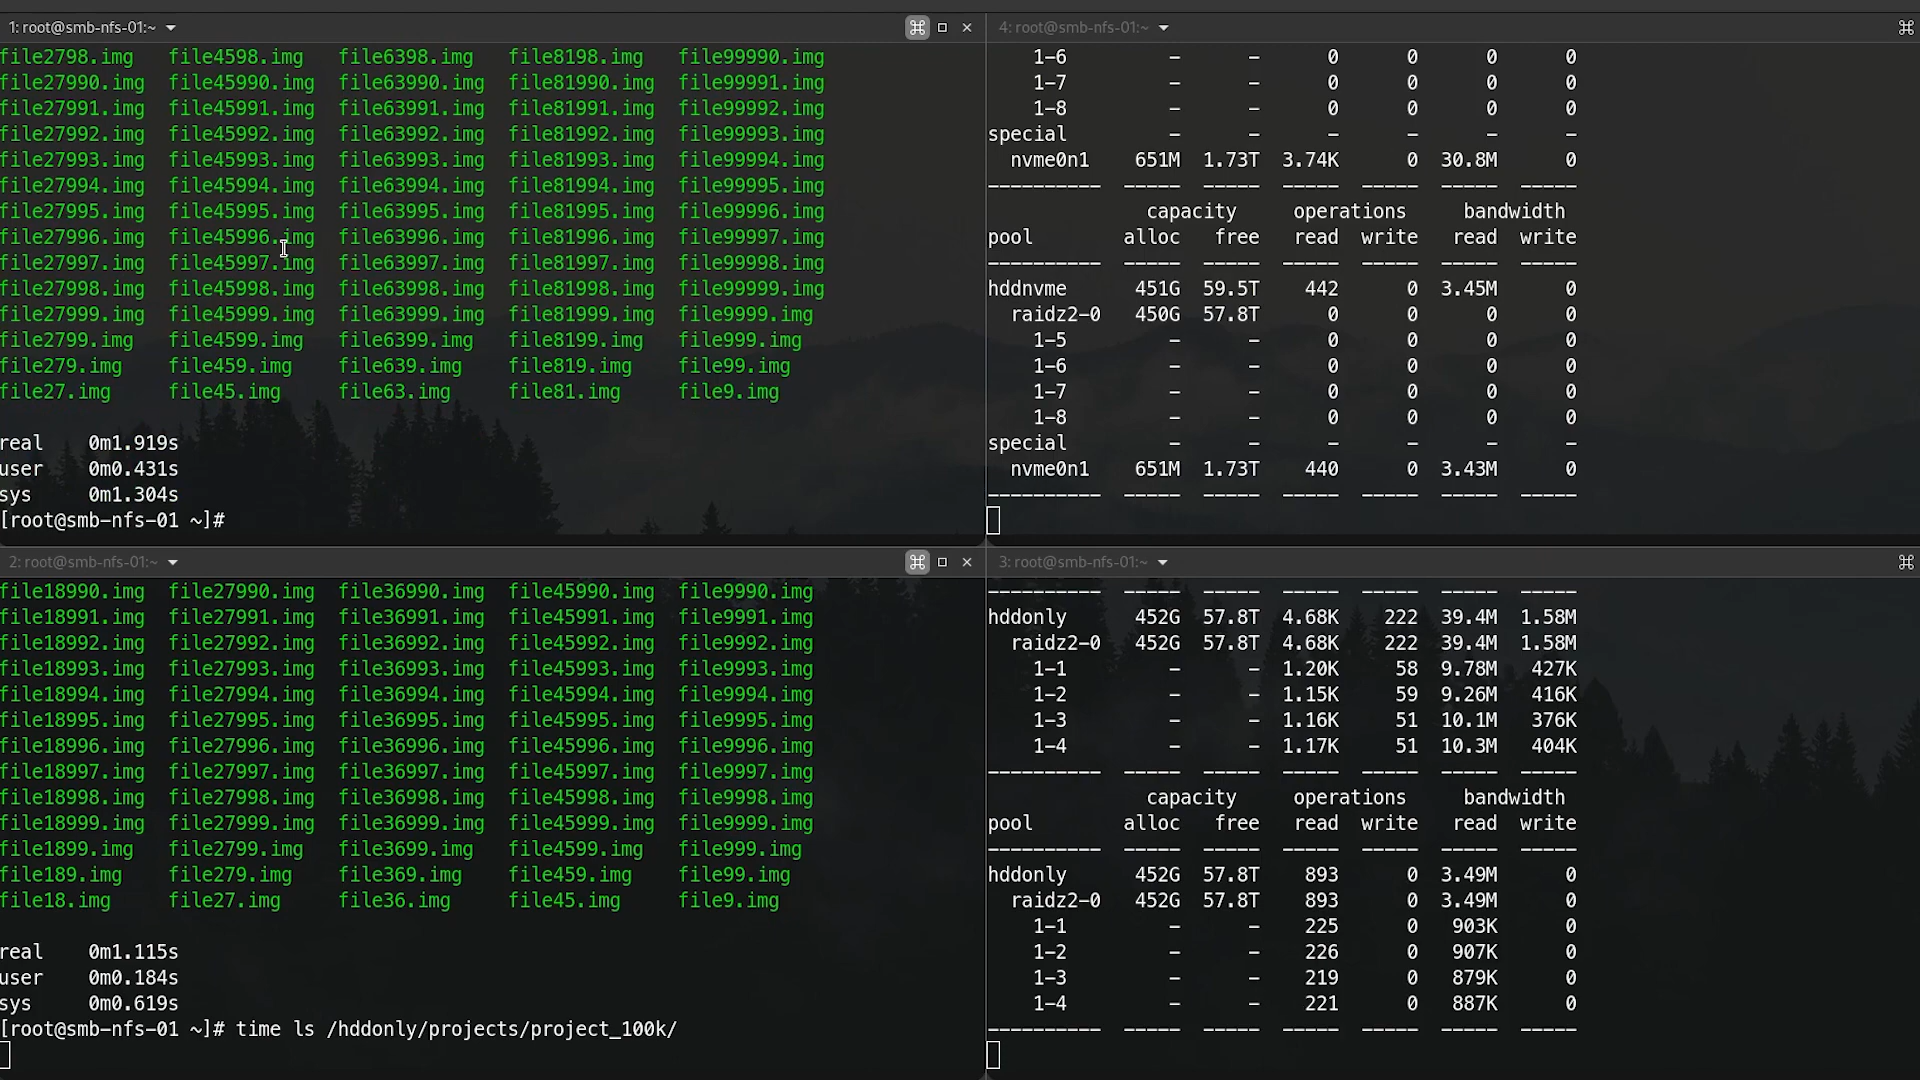 1: root@smb-nfs-01:~
file2798.img file4598.img file6398.img file8198.img file99990.img
file27990.img file45990.img file63990.img file81990.img file99991.img
file27991.img file45991.img file63991.img file81991.img file99992.img
file27992.img file45992.img file63992.img file81992.img file99993.img
file27993.img file45993.img file63993.img file81993.img file99994.img
file27994.img file45994.img file63994.img file81994.img file99995.img
file27995.img file45995.img file63995.img file81995.img file99996.img
file27996.img file45996.img file63996.img file81996.img file99997.img
file27997.img file45997.img file63997.img file81997.img file99998.img
file27998.img file45998.img file63998.img file81998.img file99999.img
file27999.img file45999.img file63999.img file81999.img file9999.img
file2799.img file4599.img file6399.img file8199.img file999.img
file279.img file459.img file639.img file819.img file99.img
file27.img file45.img file63.img file81.img file9.img
real 0m1.919s
user 0m0.431s
sys 0m1.304s
[root@smb-nfs-01 ~]#
4: root@smb-nfs-01:~
1-6 - - 0 0 0 0
1-7 - - 0 0 0 0
1-8 - - 0 0 0 0
special - - - - - -
nvme0n1 651M 1.73T 3.74K 0 30.8M 0
---------- ----- ----- ----- ----- ----- -----
capacity operations bandwidth
pool alloc free read write read write
---------- ----- ----- ----- ----- ----- -----
hddnvme 451G 59.5T 442 0 3.45M 0
raidz2-0 450G 57.8T 0 0 0 0
1-5 - - 0 0 0 0
1-6 - - 0 0 0 0
1-7 - - 0 0 0 0
1-8 - - 0 0 0 0
special - - - - - -
nvme0n1 651M 1.73T 440 0 3.43M 0
---------- ----- ----- ----- ----- ----- -----
2: root@smb-nfs-01:~
file18990.img file27990.img file36990.img file45990.img file9990.img
file18991.img file27991.img file36991.img file45991.img file9991.img
file18992.img file27992.img file36992.img file45992.img file9992.img
file18993.img file27993.img file36993.img file45993.img file9993.img
file18994.img file27994.img file36994.img file45994.img file9994.img
file18995.img file27995.img file36995.img file45995.img file9995.img
file18996.img file27996.img file36996.img file45996.img file9996.img
file18997.img file27997.img file36997.img file45997.img file9997.img
file18998.img file27998.img file36998.img file45998.img file9998.img
file18999.img file27999.img file36999.img file45999.img file9999.img
file1899.img file2799.img file3699.img file4599.img file999.img
file189.img file279.img file369.img file459.img file99.img
file18.img file27.img file36.img file45.img file9.img
real 0m1.115s
user 0m0.184s
sys 0m0.619s
[root@smb-nfs-01 ~]# time ls /hddonly/projects/project_100k/
3: root@smb-nfs-01:~
---------- ----- ----- ----- ----- ----- -----
hddonly 452G 57.8T 4.68K 222 39.4M 1.58M
raidz2-0 452G 57.8T 4.68K 222 39.4M 1.58M
1-1 - - 1.20K 58 9.78M 427K
1-2 - - 1.15K 59 9.26M 416K
1-3 - - 1.16K 51 10.1M 376K
1-4 - - 1.17K 51 10.3M 404K
---------- ----- ----- ----- ----- ----- -----
capacity operations bandwidth
pool alloc free read write read write
---------- ----- ----- ----- ----- ----- -----
hddonly 452G 57.8T 893 0 3.49M 0
raidz2-0 452G 57.8T 893 0 3.49M 0
1-1 - - 225 0 903K 0
1-2 - - 226 0 907K 0
1-3 - - 219 0 879K 0
1-4 - - 221 0 887K 0
---------- ----- ----- ----- ----- ----- -----